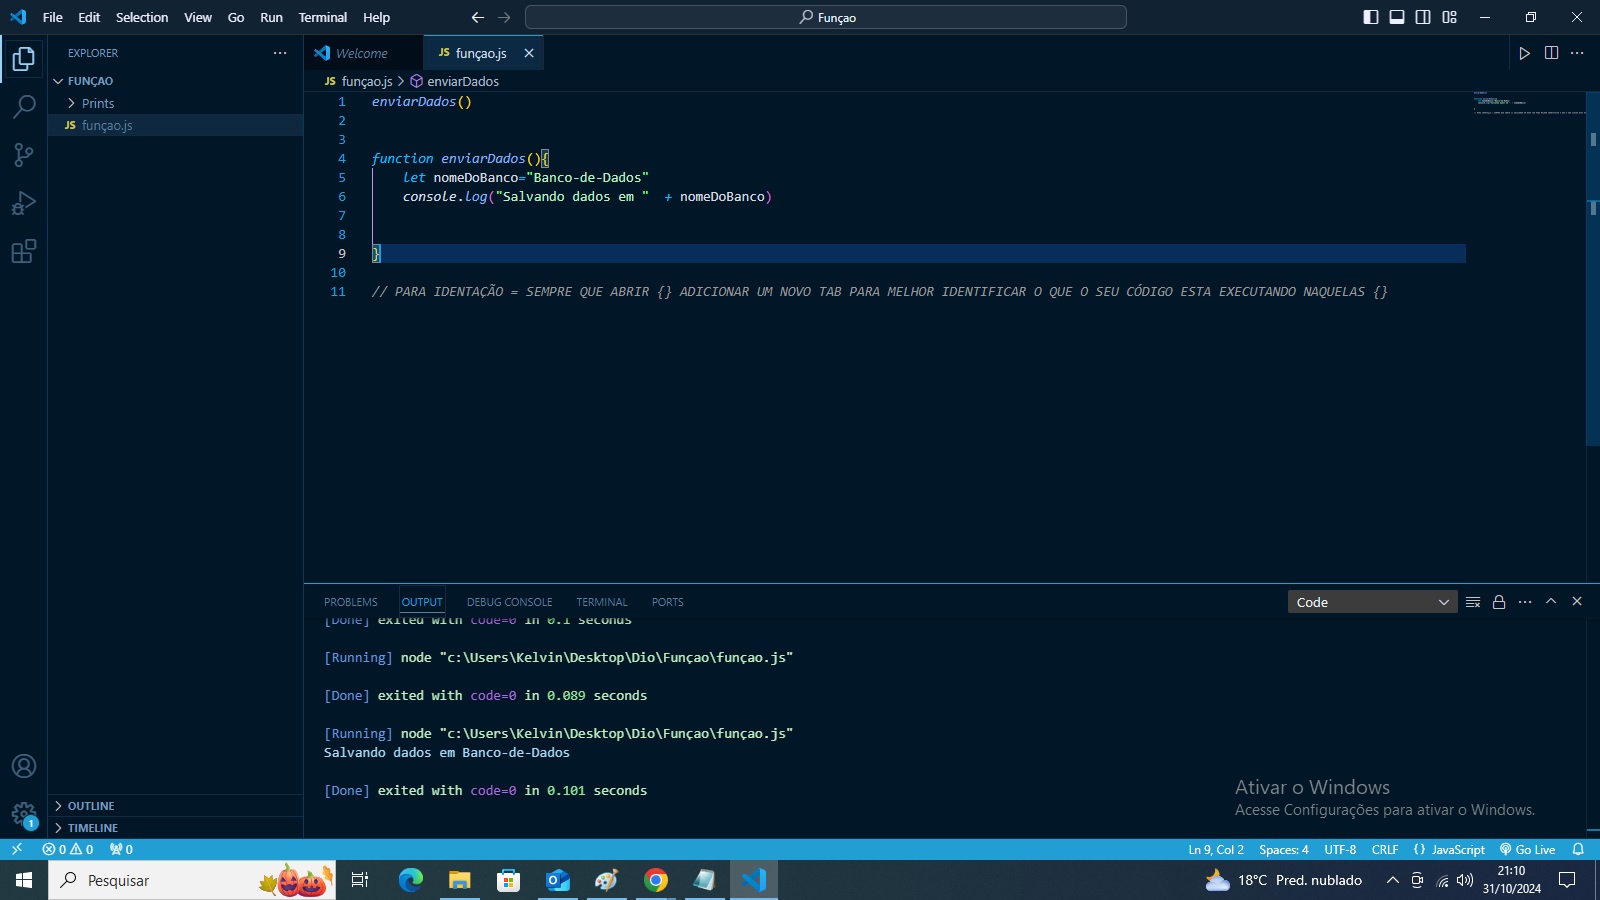 File Edit Selection View Go Run Terminal Help
Funçao
EXPLORER
FUNÇAO
Prints
JS funçao.js
OUTLINE
TIMELINE
Welcome
JS funçao.js
JS funçao.js > enviarDados
1 enviarDados()
2
3
4 function enviarDados(){
5 let nomeDoBanco="Banco-de-Dados"
6 console.log("Salvando dados em "  + nomeDoBanco)
7
8
9 }
10
11 // PARA IDENTAÇÃO = SEMPRE QUE ABRIR {} ADICIONAR UM NOVO TAB PARA MELHOR IDENTIFICAR O QUE O SEU CÓDIGO ESTA EXECUTANDO NAQUELAS {}
PROBLEMS OUTPUT DEBUG CONSOLE TERMINAL PORTS
Code
[Done] exited with code=0 in 0.1 seconds
[Running] node "c:\Users\Kelvin\Desktop\Dio\Funçao\funçao.js"
[Done] exited with code=0 in 0.089 seconds
[Running] node "c:\Users\Kelvin\Desktop\Dio\Funçao\funçao.js"
Salvando dados em Banco-de-Dados
[Done] exited with code=0 in 0.101 seconds
Ativar o Windows
Acesse Configurações para ativar o Windows.
1
0 0 0
Ln 9, Col 2 Spaces: 4 UTF-8 CRLF {} JavaScript Go Live
Pesquisar
18°C Pred. nublado
21:10
31/10/2024